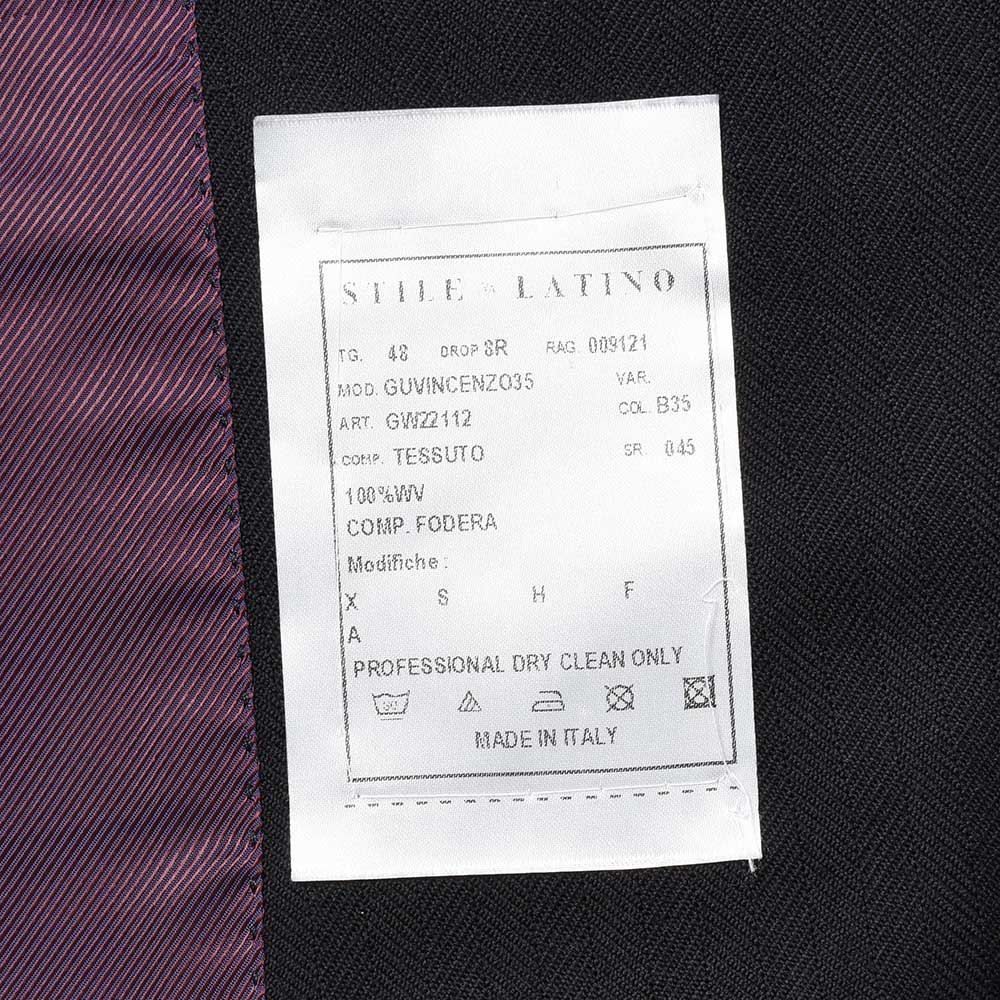 STILE LATINO
TG. 48 DROP 8R RAG. 009121
MOD. GUVINCENZO35 VAR.
ART. GW22112 COL. B35
COMP. TESSUTO SR. 045
100%WV
COMP. FODERA
Modifiche :
X S H F
A
PROFESSIONAL DRY CLEAN ONLY
30
MADE IN ITALY